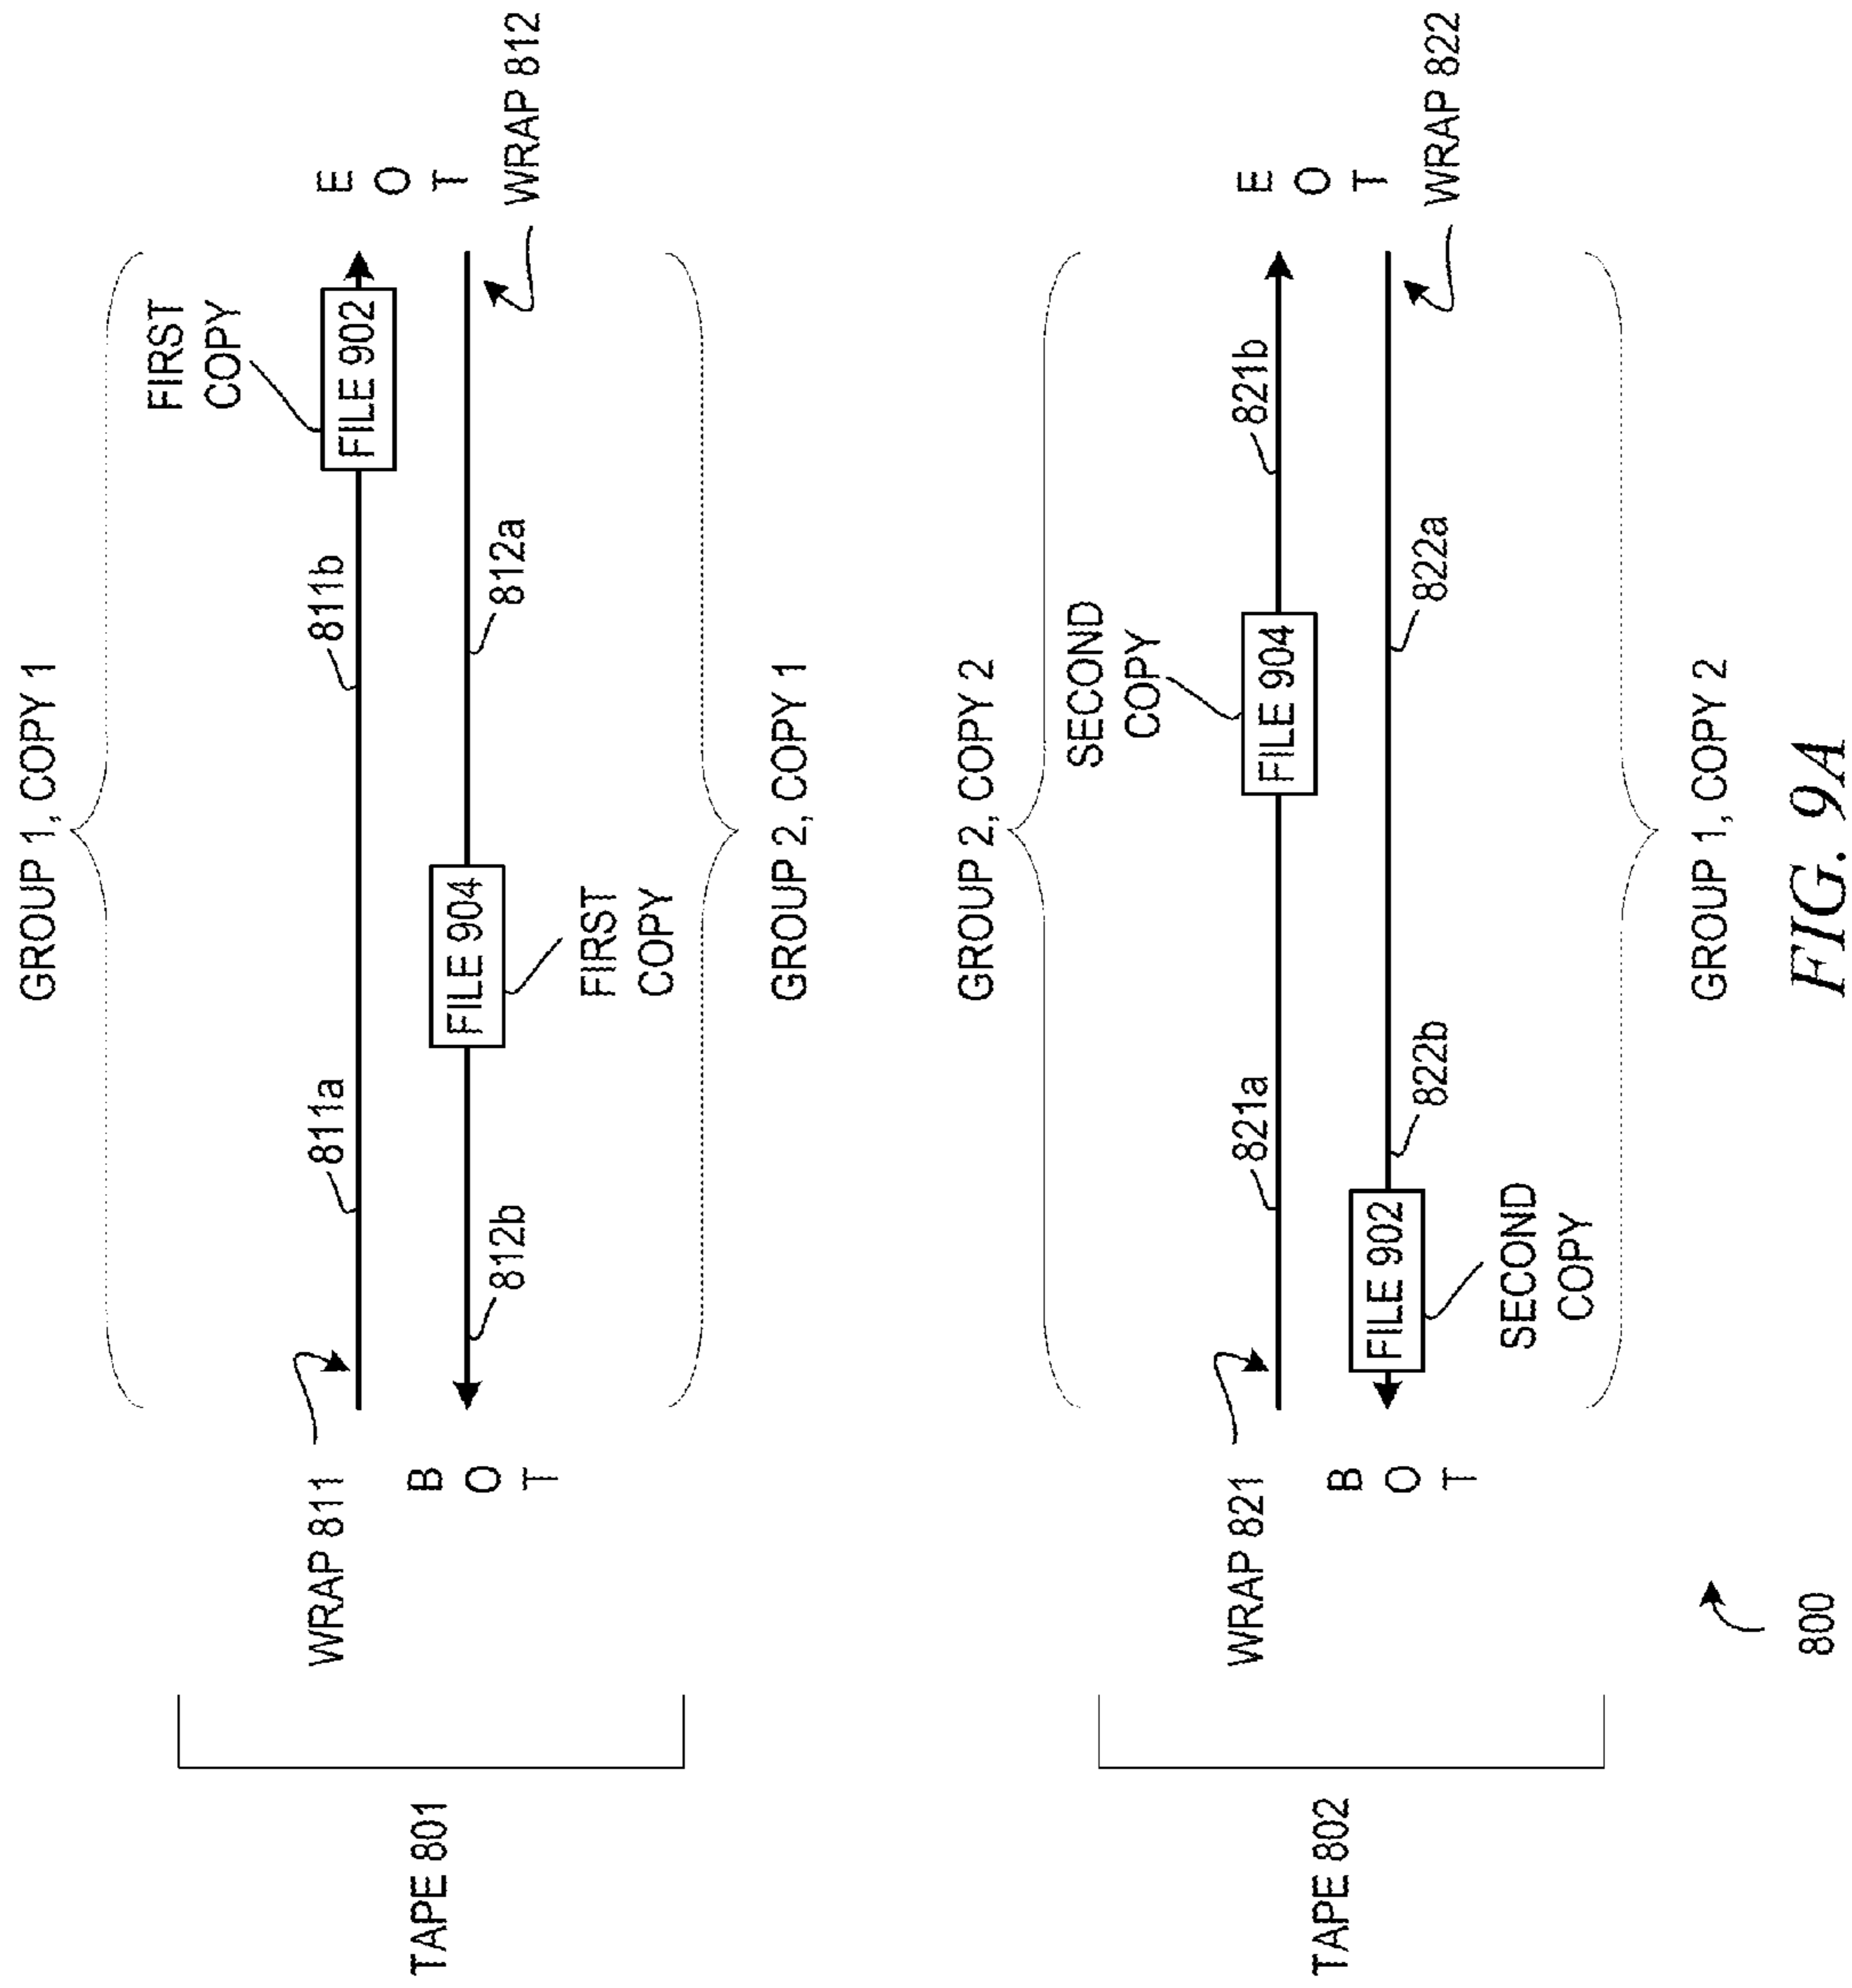 GROUP 1, COPY 1
FIRST
COPY
811a
811b
FILE 902
WRAP 811
E
O
T
TAPE 801
B
O
T
FILE 904
812b
812a
WRAP 812
FIRST
COPY
GROUP 2, COPY 1
GROUP 2, COPY 2
SECOND
COPY
821a
821b
FILE 904
WRAP 821
E
O
T
TAPE 802
B
O
T
FILE 902
822b
822a
WRAP 822
SECOND
COPY
GROUP 1, COPY 2
800
FIG. 9A